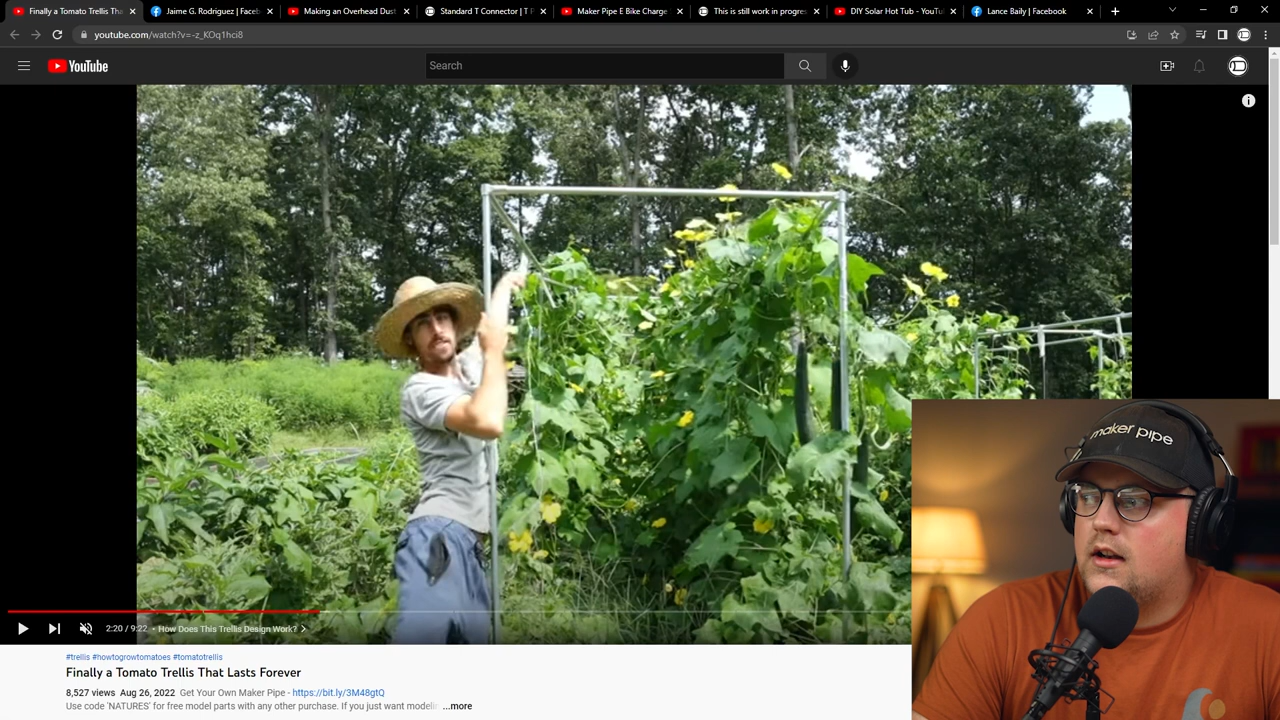 Finally a Tomato Trellis Tha
Jaime G. Rodriguez | Faceb
Making an Overhead Dust
Standard T Connector | T F
Maker Pipe E Bike Charge
This is still work in progres
DIY Solar Hot Tub - YouTu
Lance Baily | Facebook
youtube.com/watch?v=-z_KOq1hci8
YouTube
Search
2:20 / 9:22 • How Does This Trellis Design Work?
maker pipe
#trellis #howtogrowtomatoes #tomatotrellis
Finally a Tomato Trellis That Lasts Forever
8,527 views Aug 26, 2022 Get Your Own Maker Pipe - https://bit.ly/3M48gtQ
Use code 'NATURES' for free model parts with any other purchase. If you just want modeli ...more